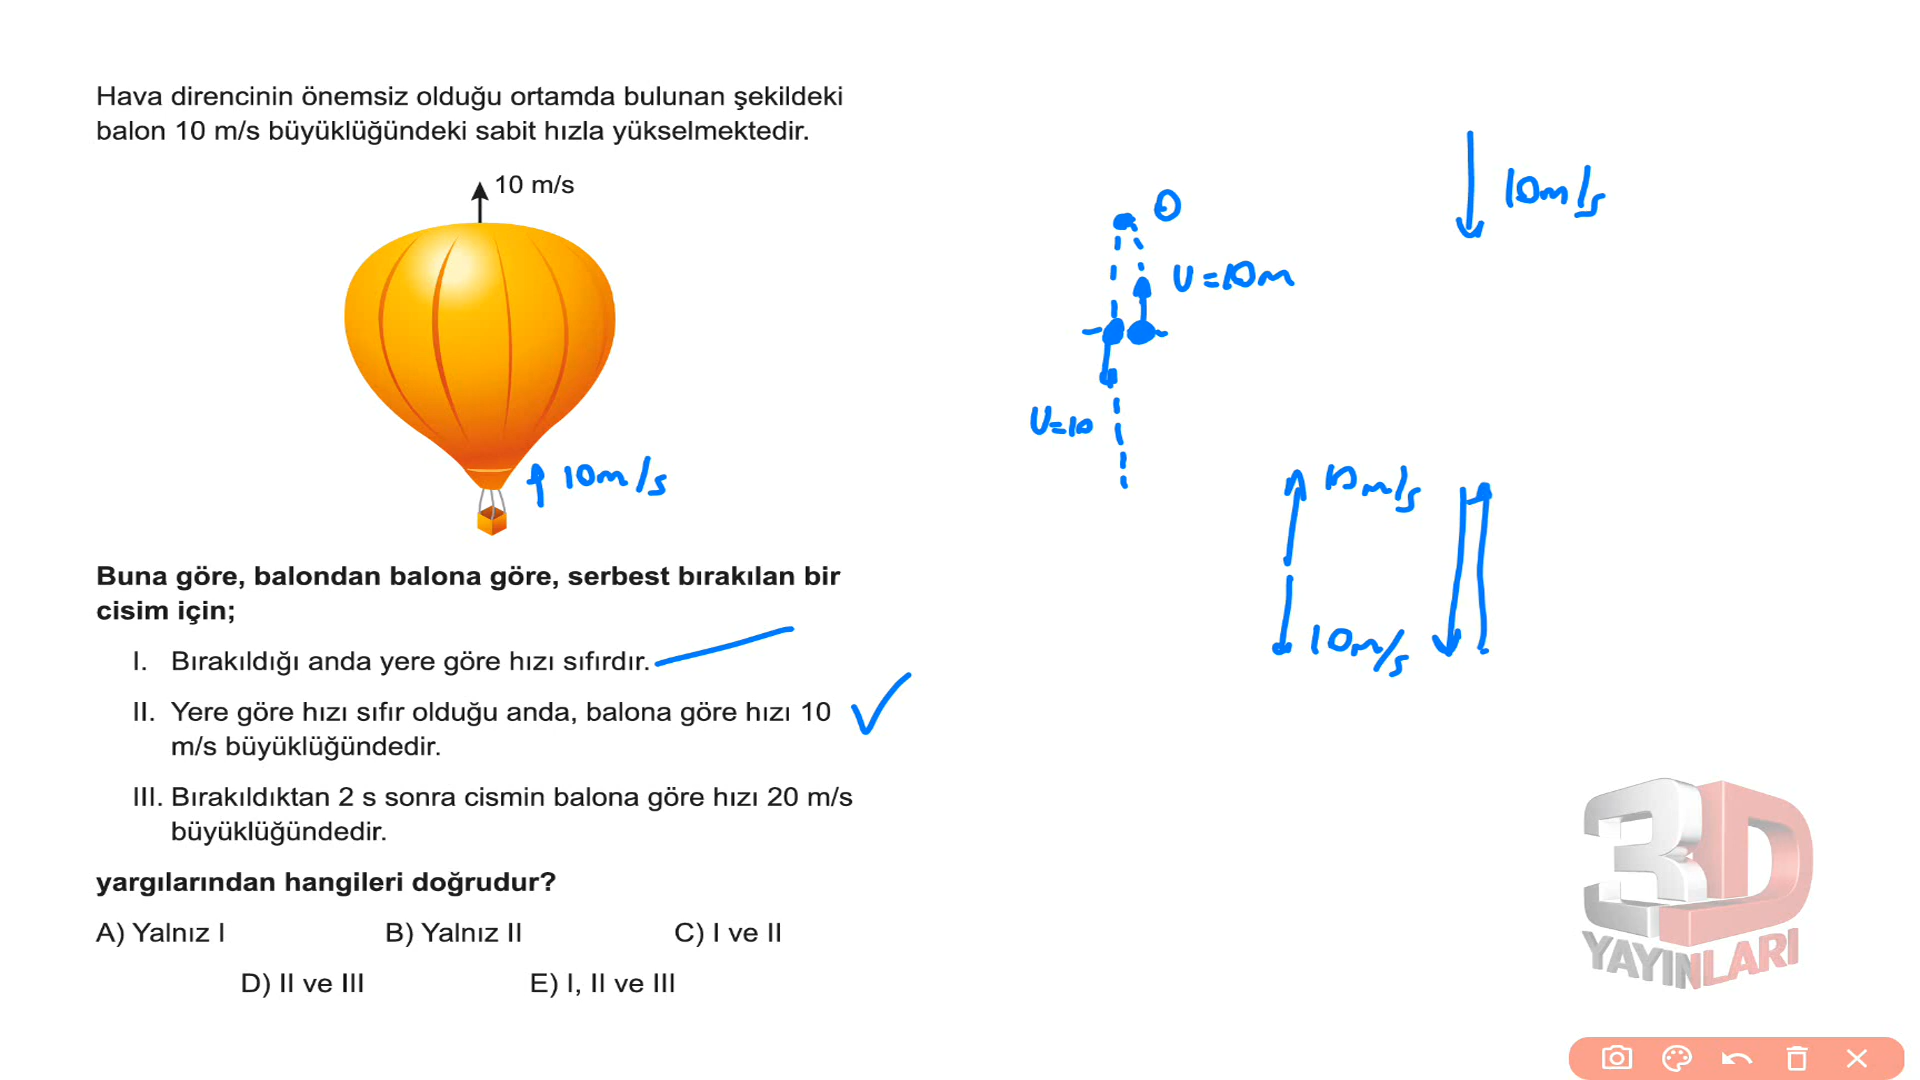 Hava direncinin önemsiz olduğu ortamda bulunan şekildeki
balon 10 m/s büyüklüğündeki sabit hızla yükselmektedir.
10 m/s
10m/s
Buna göre, balondan balona göre, serbest bırakılan bir
cisim için;
I. Bırakıldığı anda yere göre hızı sıfırdır.
II. Yere göre hızı sıfır olduğu anda, balona göre hızı 10
m/s büyüklüğündedir.
III. Bırakıldıktan 2 s sonra cismin balona göre hızı 20 m/s
büyüklüğündedir.
yargılarından hangileri doğrudur?
A) Yalnız I
B) Yalnız II
C) I ve II
D) II ve III
E) I, II ve III
0
U=10m
U=10
10m/s
10m/s
10m/s
3D
YAYINLARI